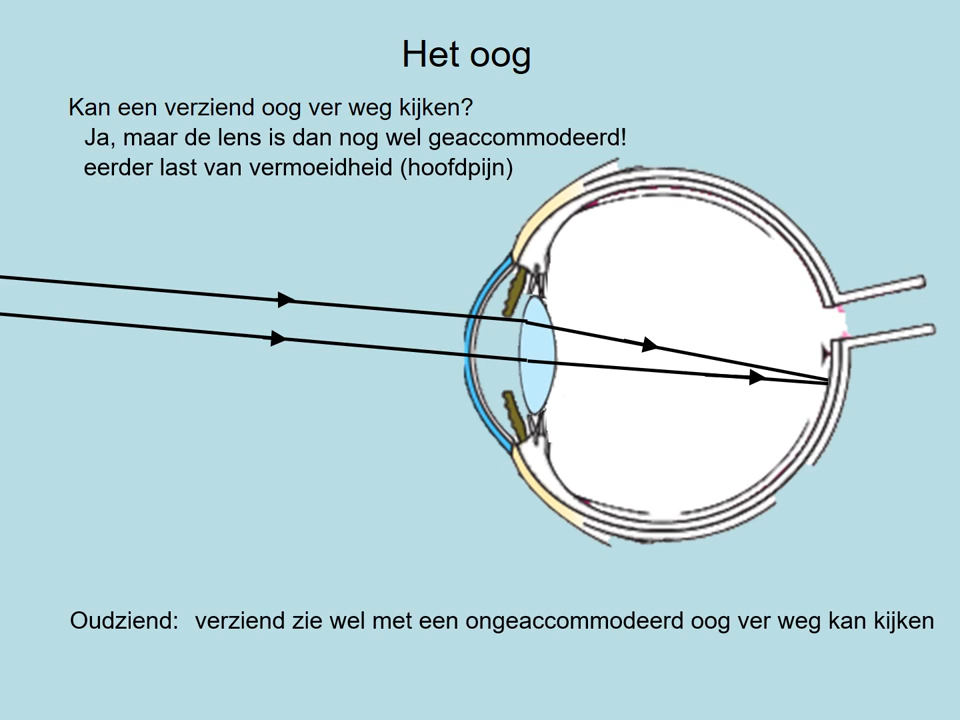 Het oog
Kan een verziend oog ver weg kijken?
Ja, maar de lens is dan nog wel geaccommodeerd!
eerder last van vermoeidheid (hoofdpijn)
Oudziend: verziend zie wel met een ongeaccommodeerd oog ver weg kan kijken